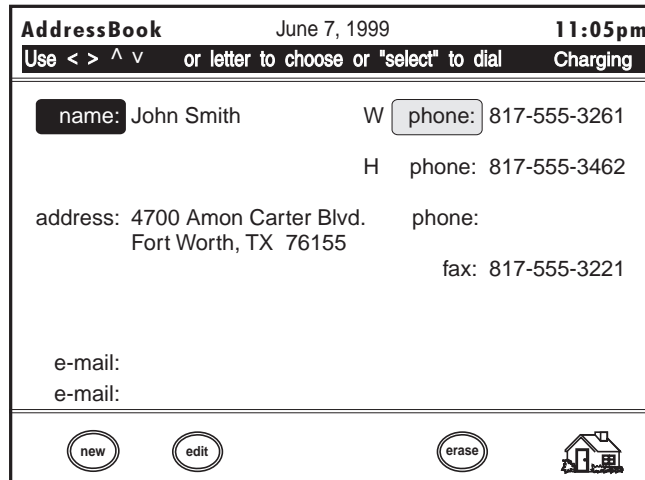 AddressBook June 7, 1999 11:05pm
Use < > ^ v or letter to choose or "select" to dial Charging
name: John Smith W phone: 817-555-3261
H phone: 817-555-3462
address: 4700 Amon Carter Blvd. phone:
Fort Worth, TX 76155
fax: 817-555-3221
e-mail:
e-mail:
new edit erase